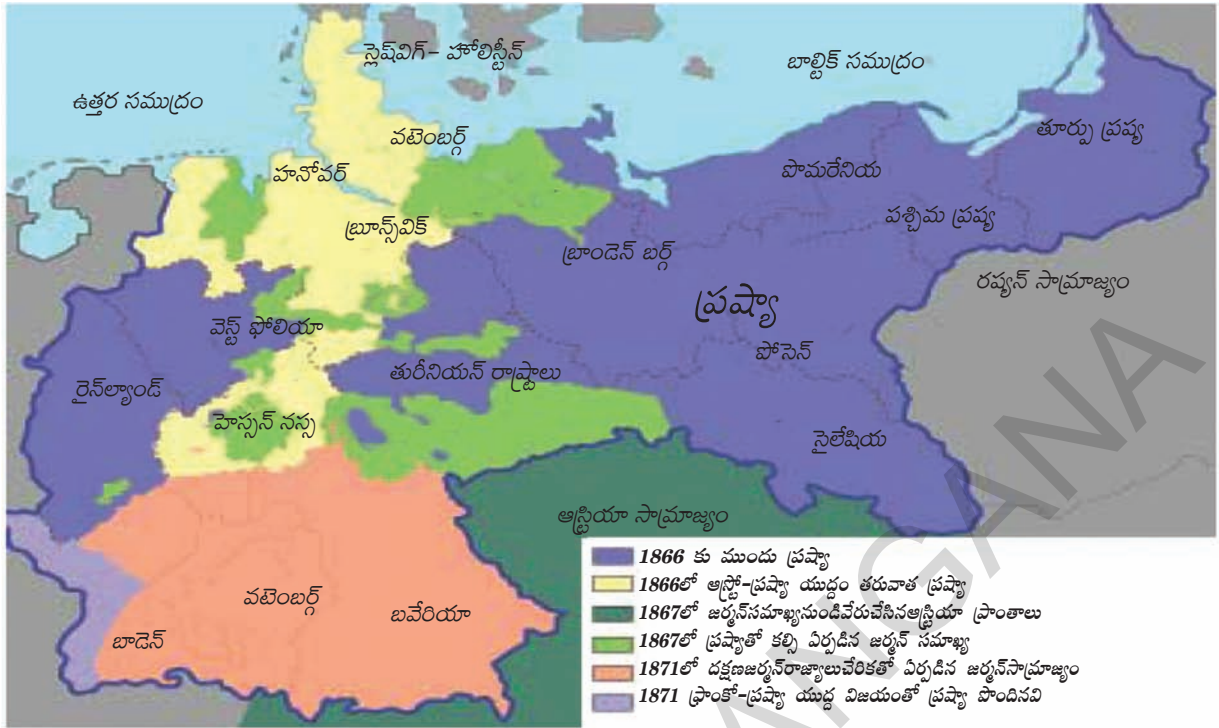 స్లెష్‌విగ్- హోలిస్టీన్
బాల్టిక్ సముద్రం
ఉత్తర సముద్రం
తూర్పు ప్రష్య
వటెంబర్గ్
హనోవర్
పొమరేనియ
పశ్చిమ ప్రష్య
బ్రూన్స్‌విక్
బ్రాండెన్ బర్గ్
రష్యన్ సామ్రాజ్యం
ప్రష్యా
వెస్ట్ ఫోలియా
పోసెన్
తురీనియన్ రాష్ట్రాలు
రైన్‌ల్యాండ్
హెస్సన్ నస్స
సైలేషియ
ఆస్ట్రియా సామ్రాజ్యం
వటెంబర్గ్
బవేరియా
బాడెన్
1866 కు ముందు ప్రష్యా
1866లో ఆస్ట్రో-ప్రష్యా యుద్ధం తరువాత ప్రష్యా
1867లో జర్మన్‌సమాఖ్యనుండివేరుచేసినఆస్ట్రియా ప్రాంతాలు
1867లో ప్రష్యాతో కల్సి ఏర్పడిన జర్మన్ సమాఖ్య
1871లో దక్షణజర్మన్‌రాజ్యాలుచేరికతో ఏర్పడిన జర్మన్‌సామ్రాజ్యం
1871 ఫ్రాంకో-ప్రష్యా యుద్ధ విజయంతో ప్రష్యా పొందినవి
ANGANA